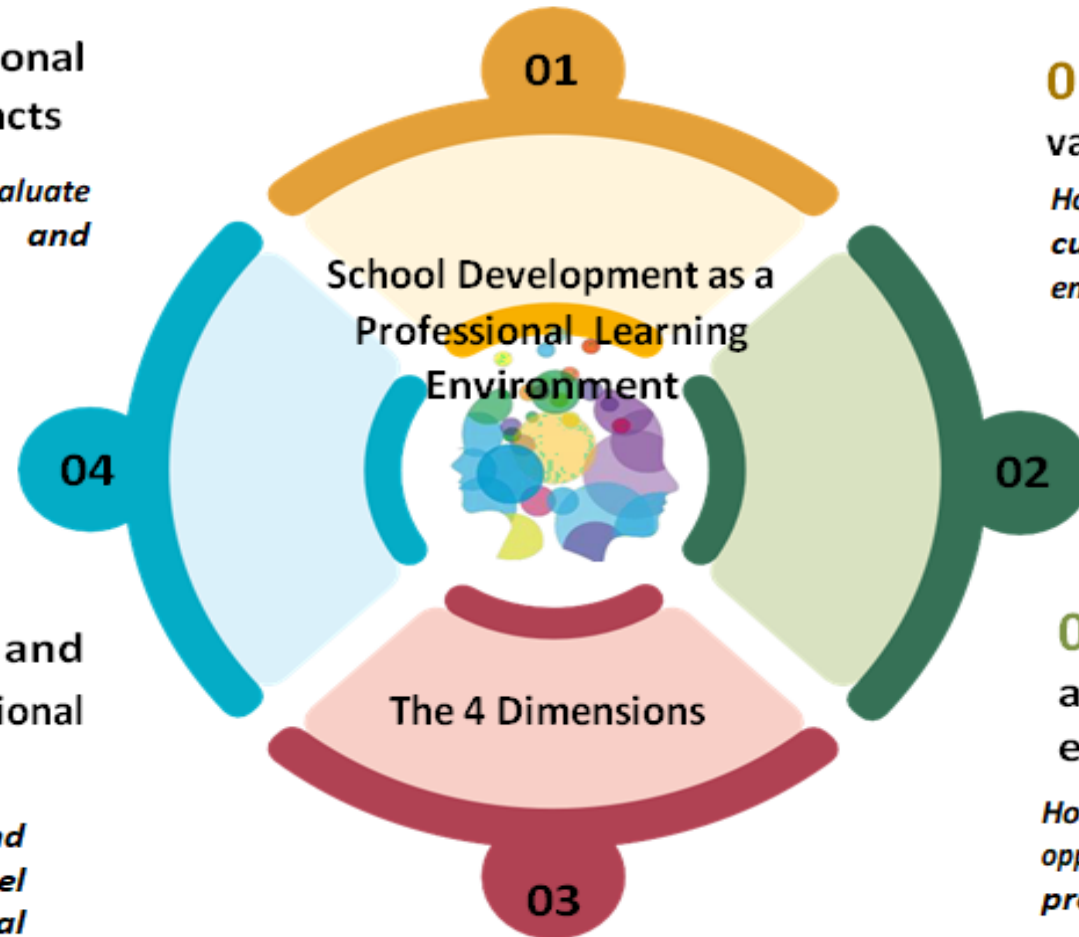 onal
acts
aluate
and
01
0
va
Ho
cu
en
School Development as a
Professional Learning
Environment
04
02
and
ional
nd
el
al
The 4 Dimensions
03
0
a
e
Ho
opp
pro